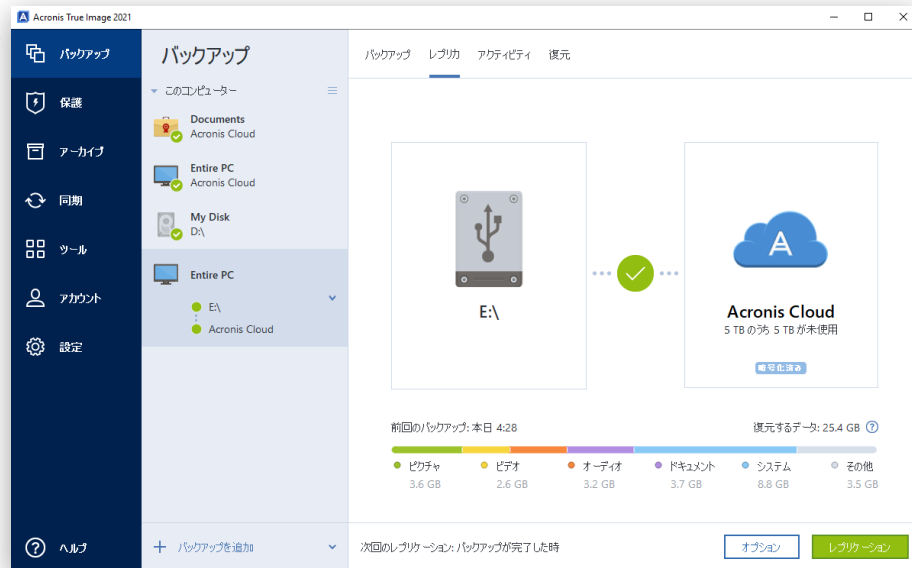 Acronis True Image 2021
バックアップ
保護
アーカイブ
同期
ツール
アカウント
設定
ヘルプ
バックアップ
このコンピューター
Documents
Acronis Cloud
Entire PC
Acronis Cloud
My Disk
D:\
Entire PC
E:\
Acronis Cloud
バックアップを追加
バックアップ レプリカ アクティビティ 復元
E:\
Acronis Cloud
5 TB のうち 5 TB が未使用
暗号化済み
前回のバックアップ: 本日 4:28 復元するデータ: 25.4 GB
ピクチャ ビデオ オーディオ ドキュメント システム その他
3.6 GB 2.6 GB 3.2 GB 3.7 GB 8.8 GB 3.5 GB
次回のレプリケーション: バックアップが完了した時 オプション レプリケーション